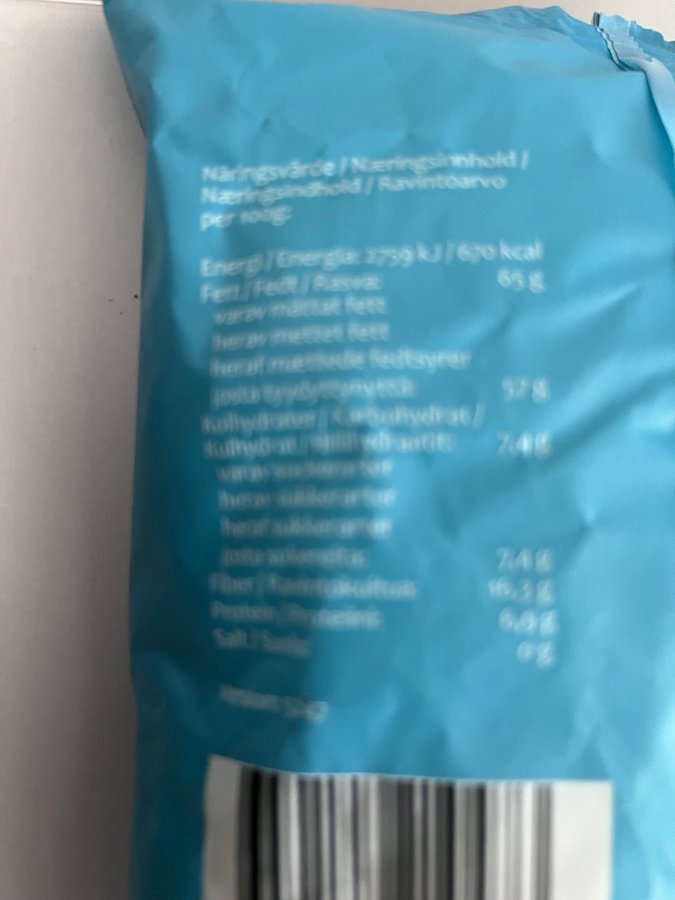 Näringsvärde / Næringsinnhold /
Næringsindhold / Ravintoarvo
per 100g:
Energi / Energia: 2759 kJ / 670 kcal
Fett / Fedt / Rasva: 65 g
varav mättat fett
herav mettet fett
heraf mættede fedtsyrer
josta tyydyttynyttä: 57 g
Kolhydrater / Karbohydrat /
Kulhydrat / Hiilihydraatit: 7,4 g
varav sockerarter
herav sukkerarter
heraf sukkerarter
josta sokereita: 7,4 g
Fiber / Ravintokuitua: 16,3 g
Protein / Proteiini: 6,9 g
Salt / Suola: 0 g